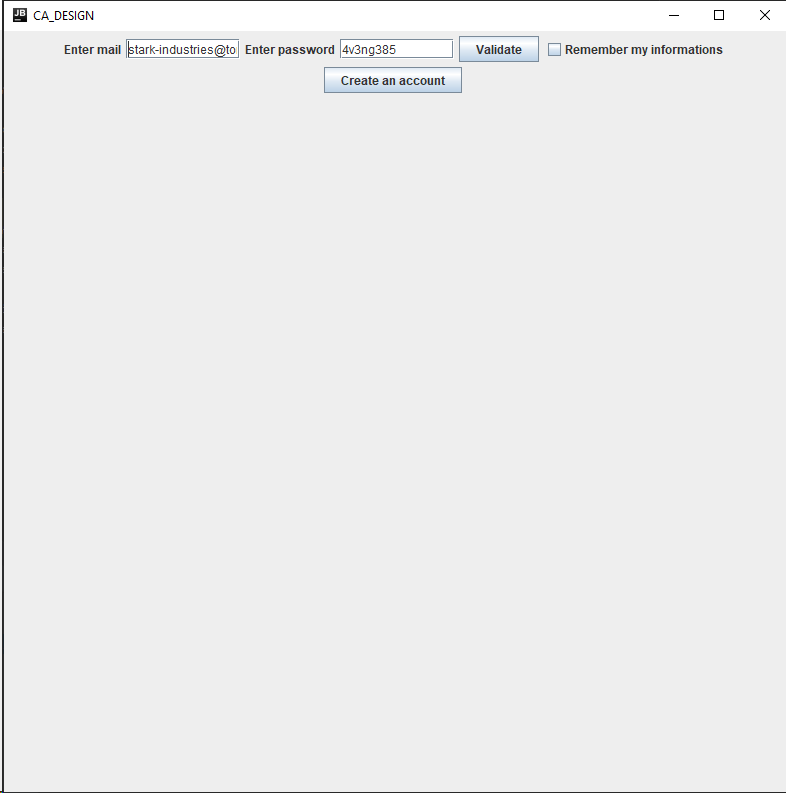 JB CA_DESIGN
Enter mail stark-industries@to Enter password 4v3ng385 Validate Remember my informations
Create an account